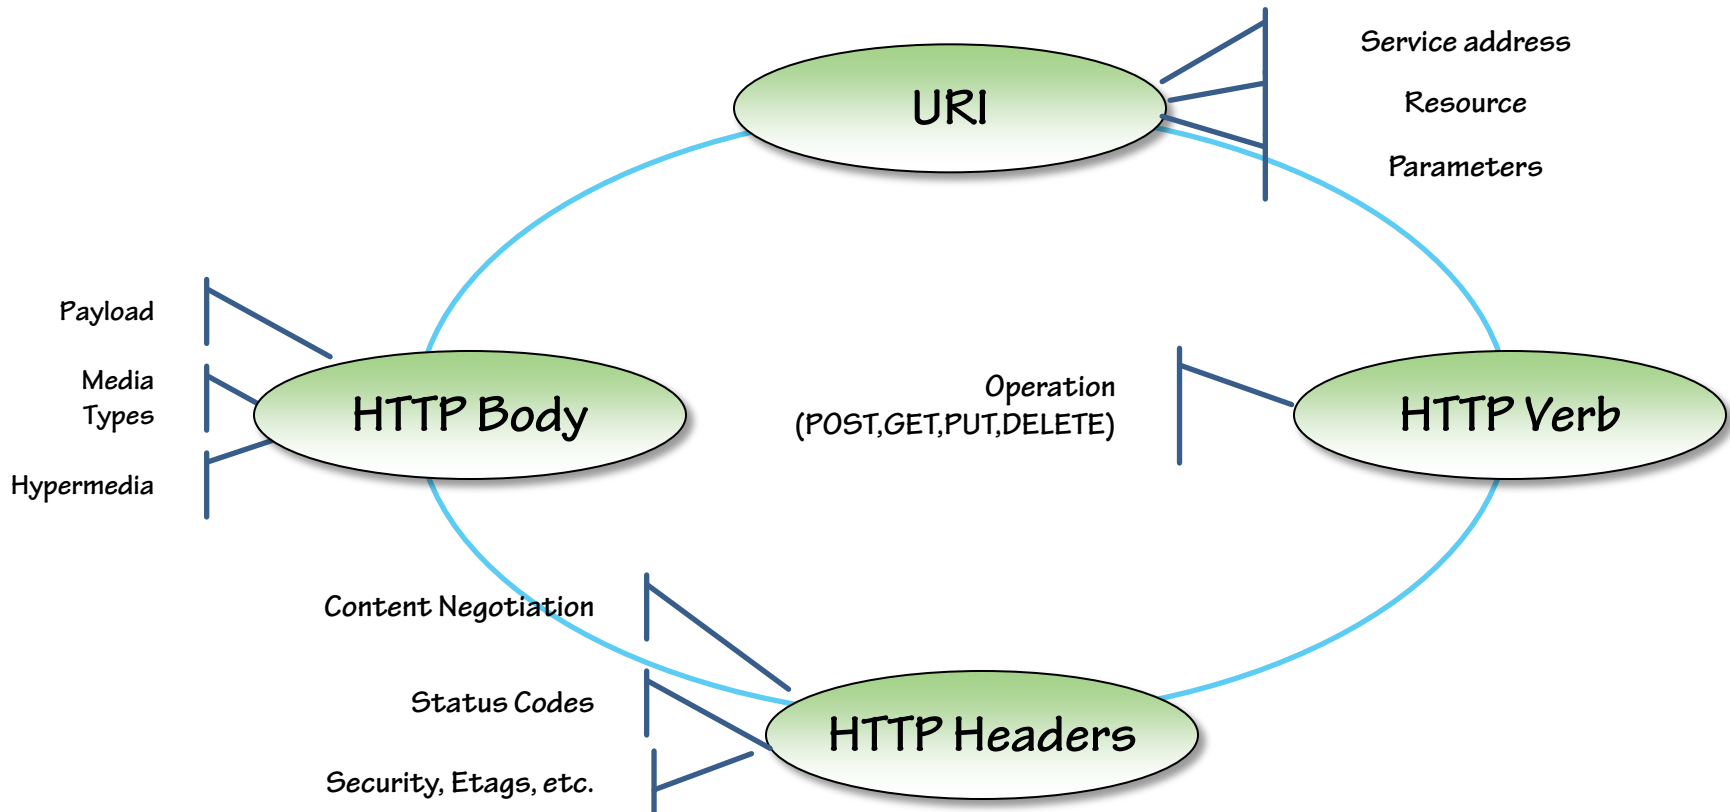 Service address
URI
Resource
Parameters
Payload
Media
Types
HTTP Body
Hypermedia
Operation
(POST,GET,PUT,DELETE)
HTTP Verb
Content Negotiation
Status Codes
HTTP Headers
Security, Etags, etc.